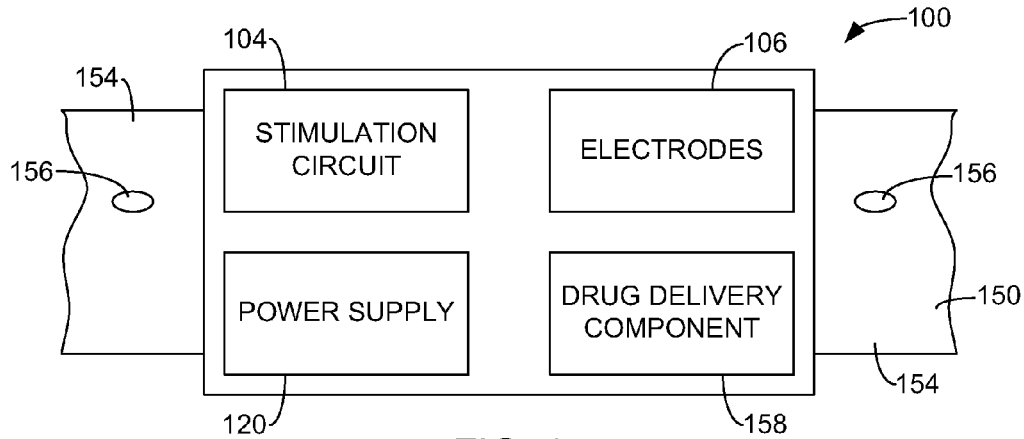 100
104
106
154
STIMULATION
CIRCUIT
ELECTRODES
156
156
POWER SUPPLY
DRUG DELIVERY
COMPONENT
150
154
120
158